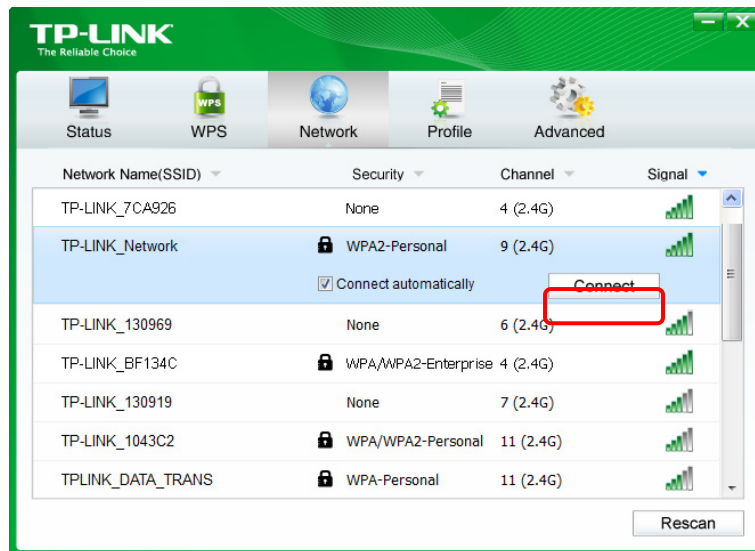 TP-LINK
The Reliable Choice
WPS
Status WPS Network Profile Advanced
Network Name(SSID) Security Channel Signal
TP-LINK_7CA926 None 4 (2.4G)
TP-LINK_Network WPA2-Personal 9 (2.4G)
Connect automatically Connect
TP-LINK_130969 None 6 (2.4G)
TP-LINK_BF134C WPA/WPA2-Enterprise 4 (2.4G)
TP-LINK_130919 None 7 (2.4G)
TP-LINK_1043C2 WPA/WPA2-Personal 11 (2.4G)
TPLINK_DATA_TRANS WPA-Personal 11 (2.4G)
Rescan